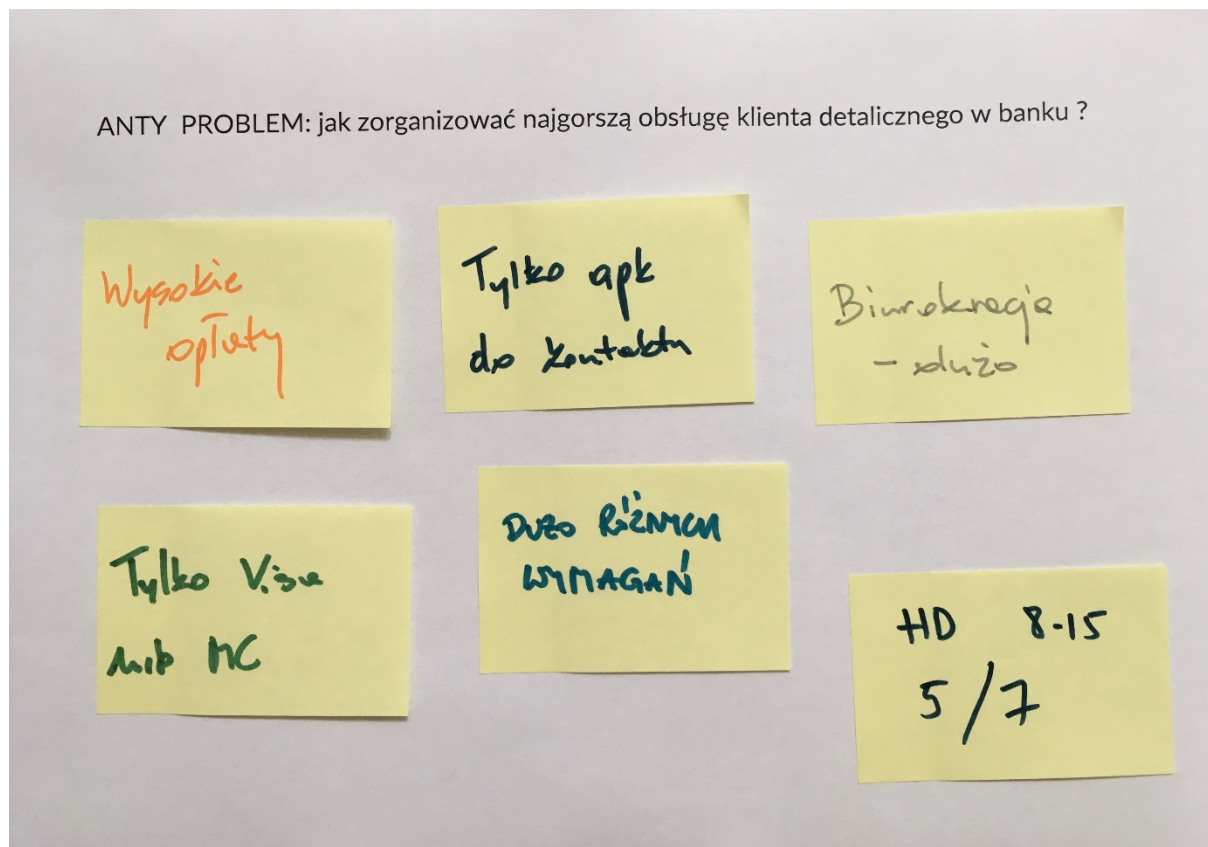 ANTY PROBLEM: jak zorganizować najgorszą obsługę klienta detalicznego w banku ?
Wysokie
opłaty
Tylko apk
do kontaktu
Biurokracja
- dużo
Tylko Visa
lub MC
DUŻO RÓŻNYCH
WYMAGAŃ
HD 8-15
5/7